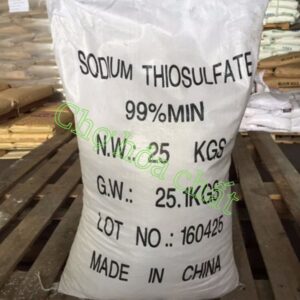 SODIUM THIOSULFATE
99%MIN
N.W.: 25 KGS
G.W.: 25.1KGS
LOT NO.: 160425
MADE IN CHINA